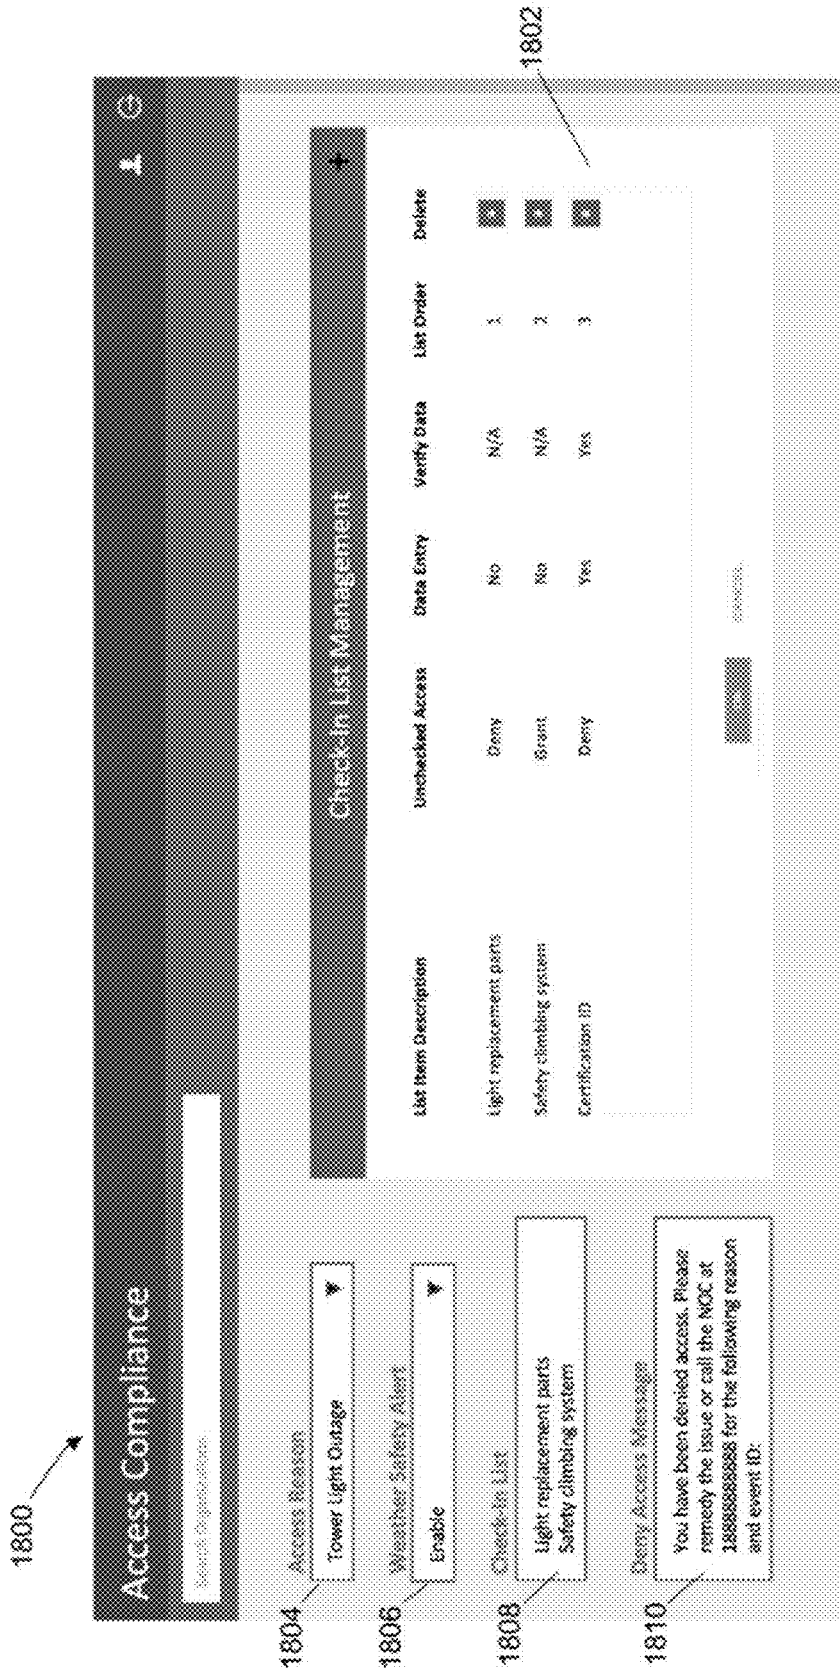 1800
Access Compliance
Search Organizations
1804
Access Reason
Tower Light Outage
1806
Weather Safety Alert
Enable
1808
Check-In List
Light replacement parts
Safety climbing system
1810
Deny Access Message
You have been denied access. Please
remedy the issue or call the NOC at
18888888888 for the following reason
and event ID:
Check-In List Management
List Item Description Unchecked Access Data Entry Verify Data List Order Delete
Light replacement parts Deny No N/A 1
Safety climbing system Grant No N/A 2
Certification ID Deny Yes Yes 3
CANCEL
1802